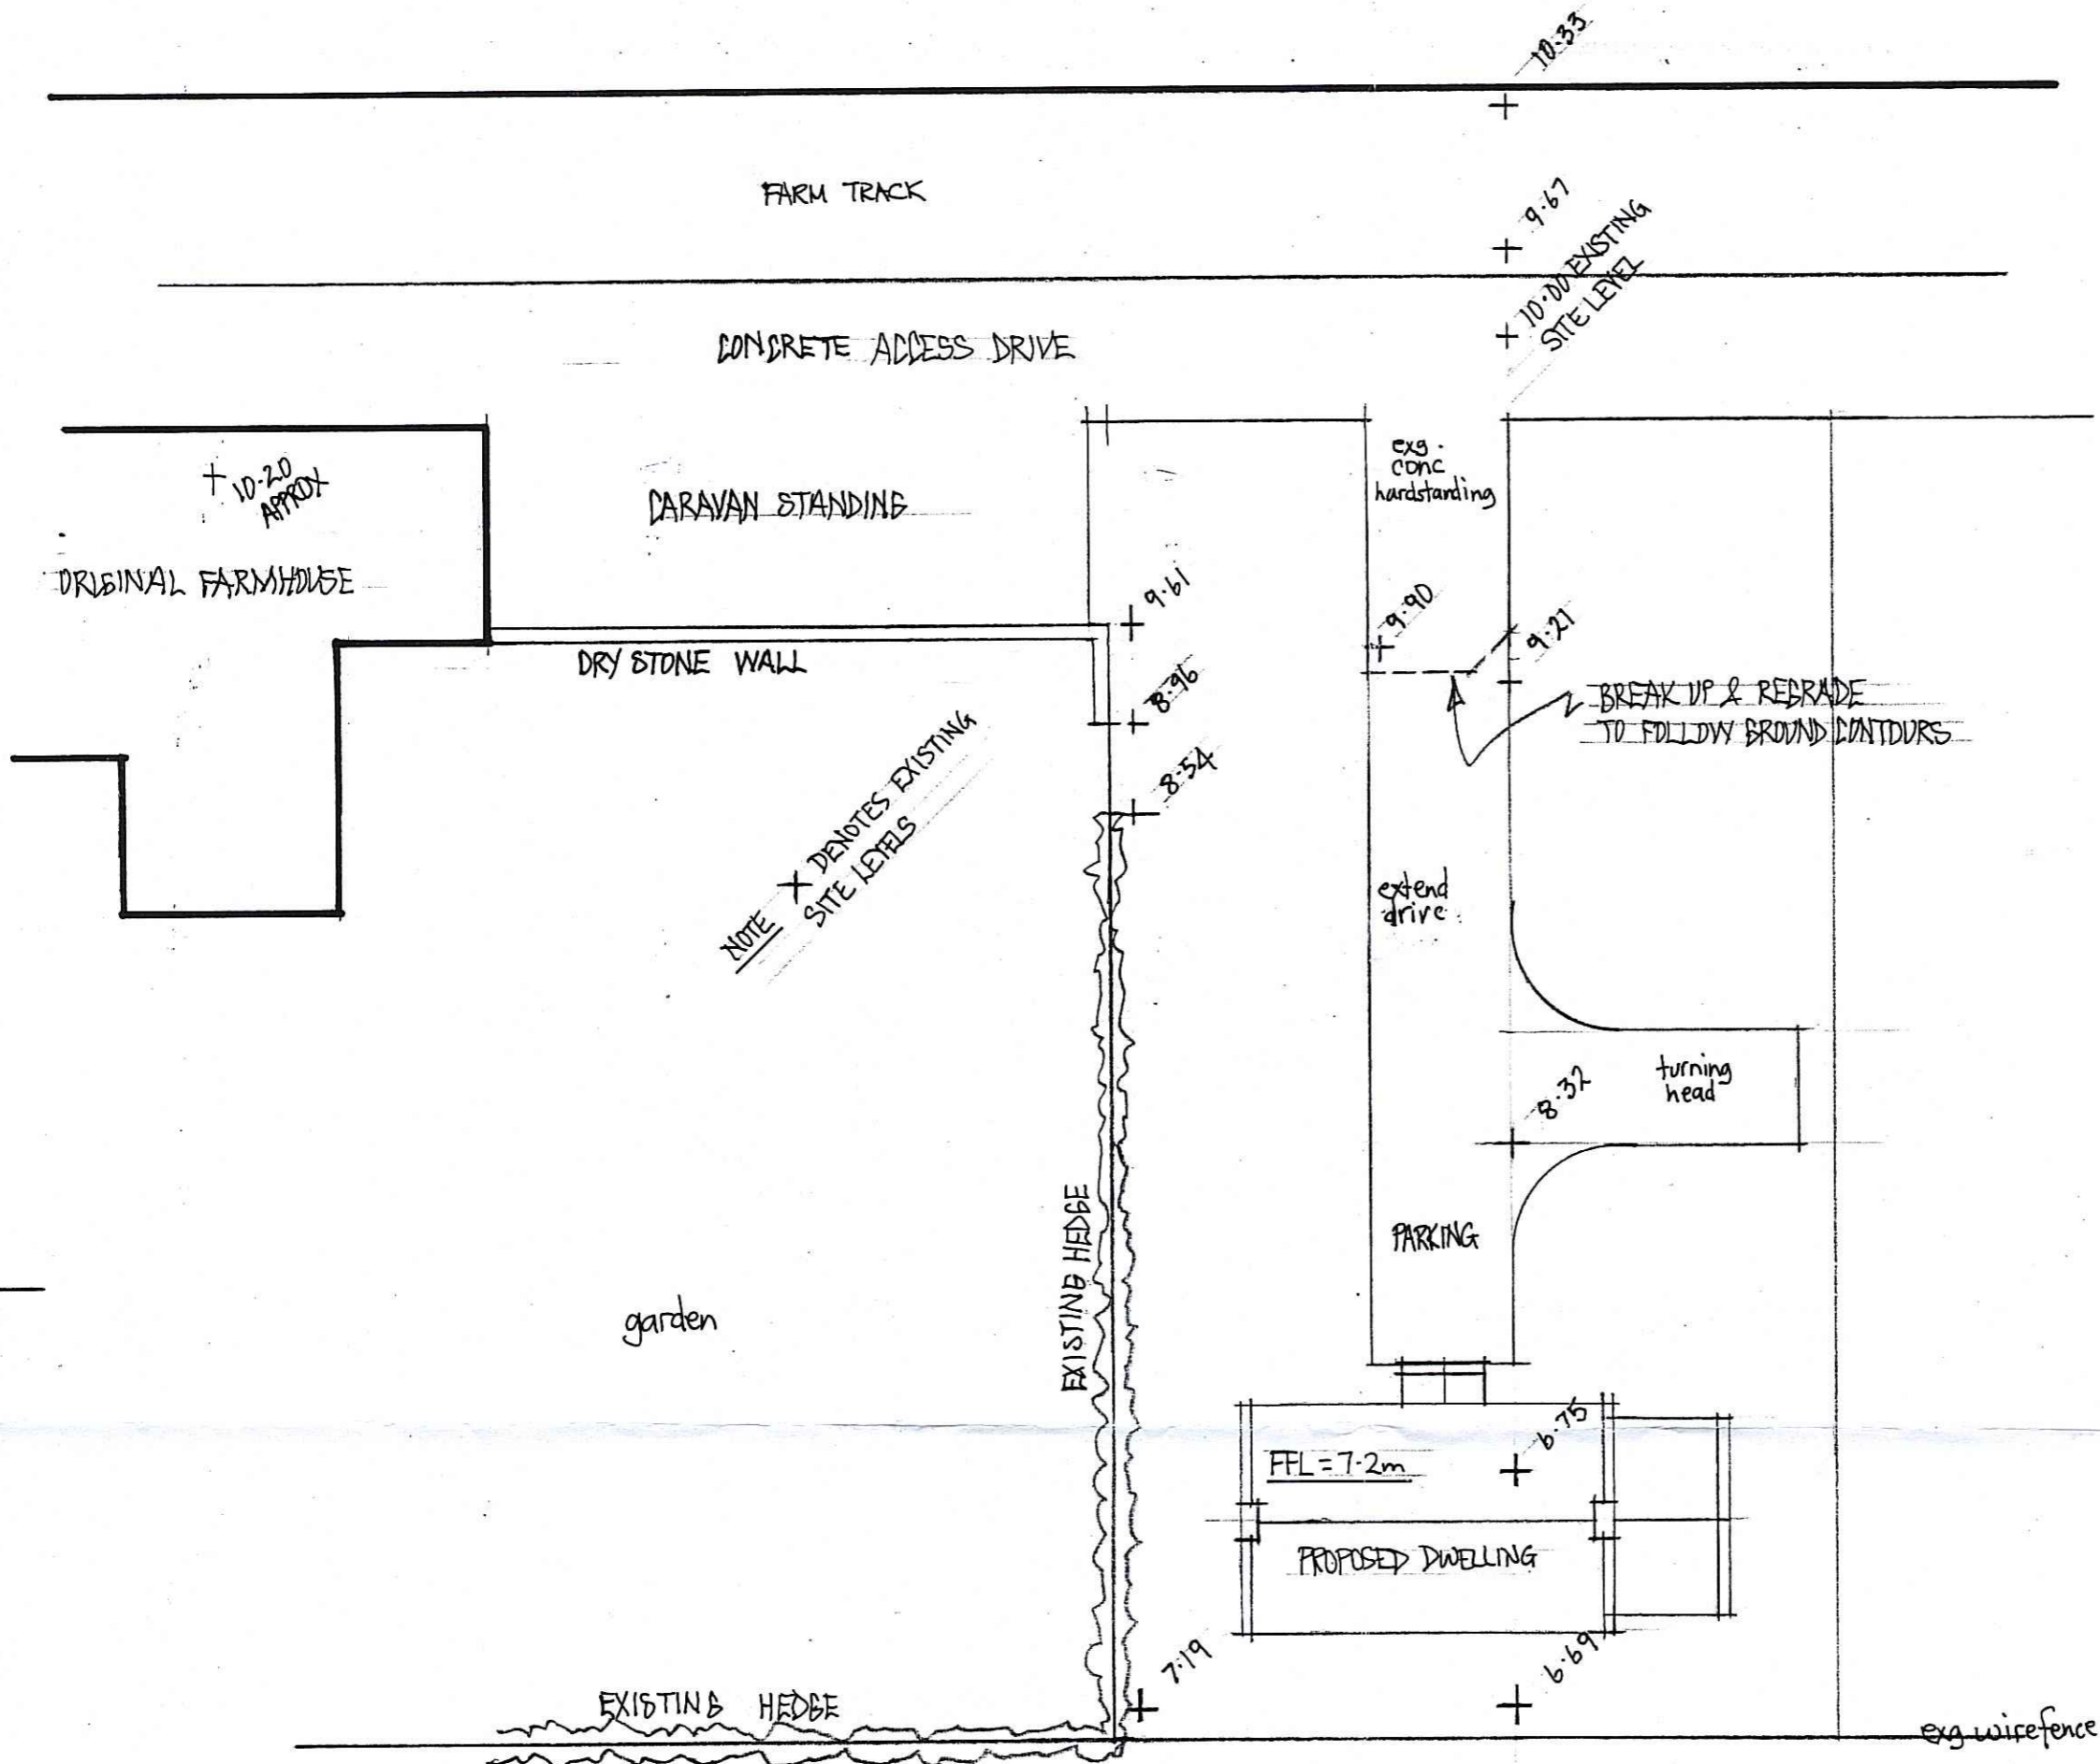 10.33
FARM TRACK
9.67
10.00 EXISTING
SITE LEVEL
CONCRETE ACCESS DRIVE
exg.
conc
hardstanding
10.20
APPROX
CARAVAN STANDING
ORIGINAL FARMHOUSE
9.61
9.90
9.21
DRY STONE WALL
8.96
BREAK UP & REGRADE
TO FOLLOW GROUND CONTOURS
8.54
NOTE + DENOTES EXISTING
SITE LEVELS
extend
drive
turning
head
8.32
EXISTING HEDGE
PARKING
garden
6.75
FFL = 7.2m
PROPOSED DWELLING
7.19
6.69
EXISTING HEDGE
exg wirefence